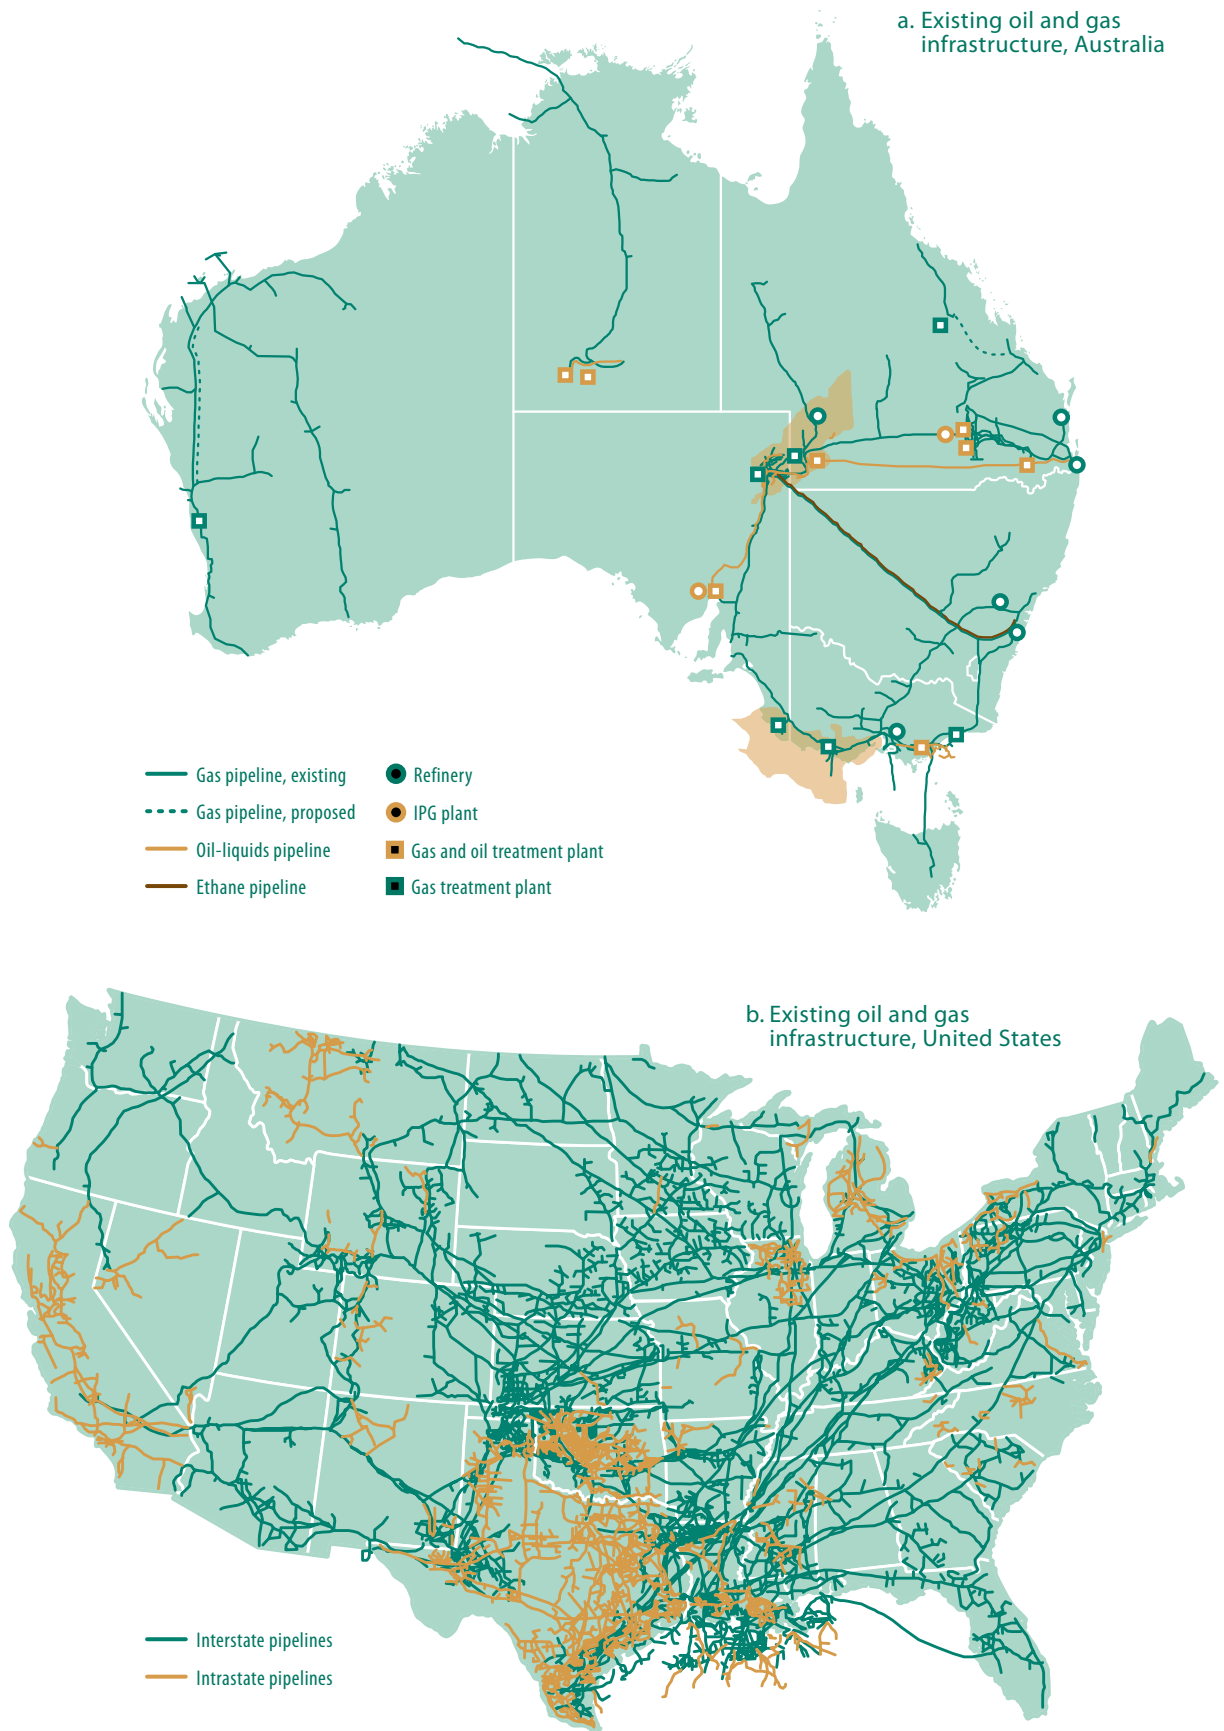 a. Existing oil and gas
infrastructure, Australia
Gas pipeline, existing
Gas pipeline, proposed
Oil-liquids pipeline
Ethane pipeline
Refinery
IPG plant
Gas and oil treatment plant
Gas treatment plant
b. Existing oil and gas
infrastructure, United States
Interstate pipelines
Intrastate pipelines